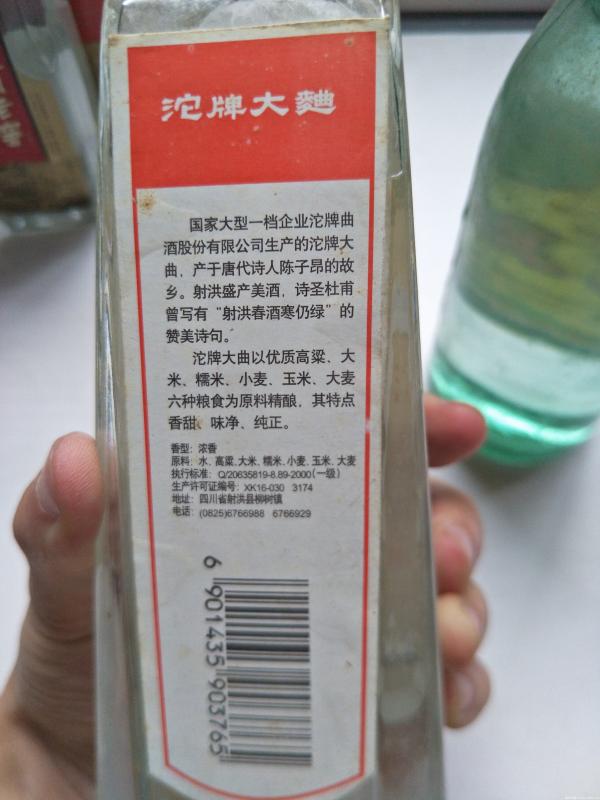 沱牌大麯
国家大型一档企业沱牌曲
酒股份有限公司生产的沱牌大
曲，产于唐代诗人陈子昂的故
乡。射洪盛产美酒，诗圣杜甫
曾写有“射洪春酒寒仍绿”的
赞美诗句。
沱牌大曲以优质高粱、大
米、糯米、小麦、玉米、大麦
六种粮食为原料精酿，其特点
香甜、味净、纯正。
香型：浓香
原料：水、高粱、大米、糯米、小麦、玉米、大麦
执行标准：Q/20635819-8.89-2000(一级)
生产许可证编号：XK16-030 3174
地址：四川省射洪县柳树镇
电话：(0825)6766988 6766929
6 901435 903765